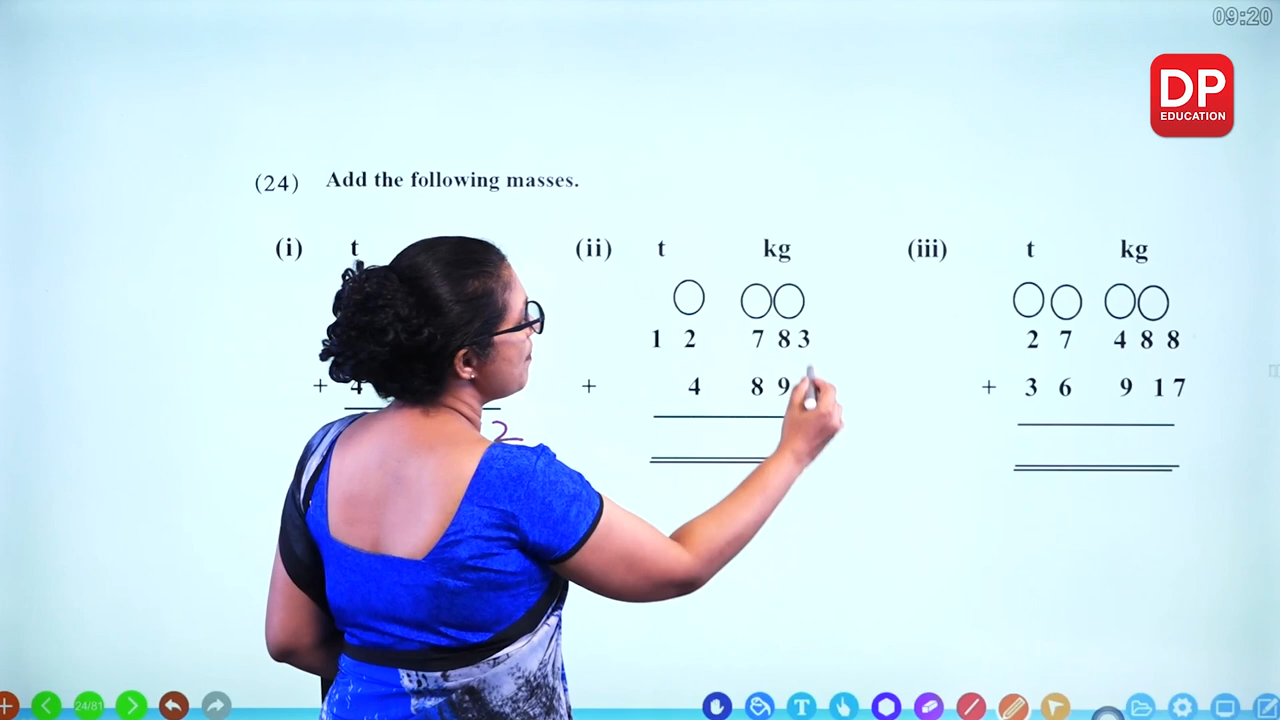 09:20
DP
EDUCATION
(24) Add the following masses.
(i) t (ii) t kg (iii) t kg
1 2 7 8 3 2 7 4 8 8
+ 4 + 4 8 9 + 3 6 9 1 7
2
24/81